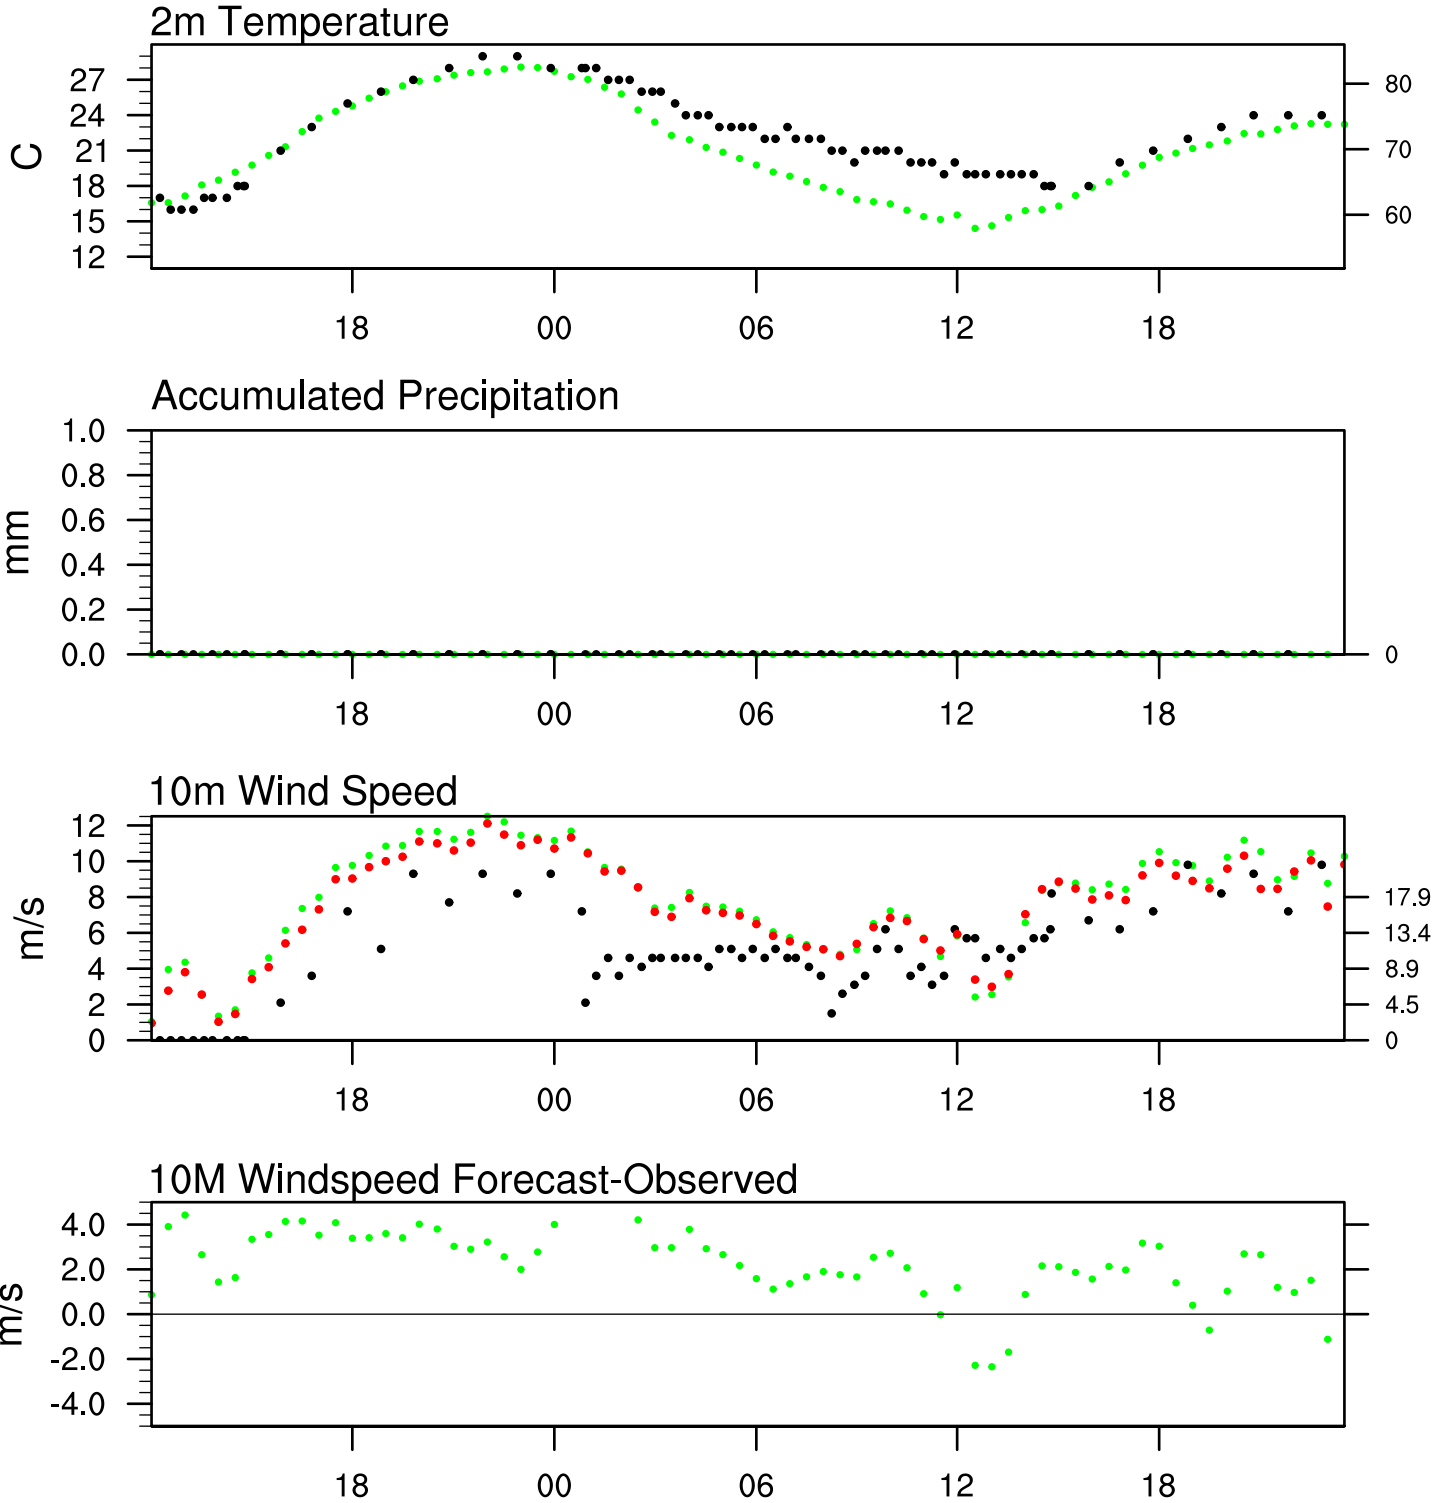 2m Temperature
C
27
24
21
18
15
12
80
70
60
18 00 06 12 18
Accumulated Precipitation
mm
1.0
0.8
0.6
0.4
0.2
0.0
0
18 00 06 12 18
10m Wind Speed
m/s
12
10
8
6
4
2
0
17.9
13.4
8.9
4.5
0
18 00 06 12 18
10M Windspeed Forecast-Observed
m/s
4.0
2.0
0.0
-2.0
-4.0
18 00 06 12 18